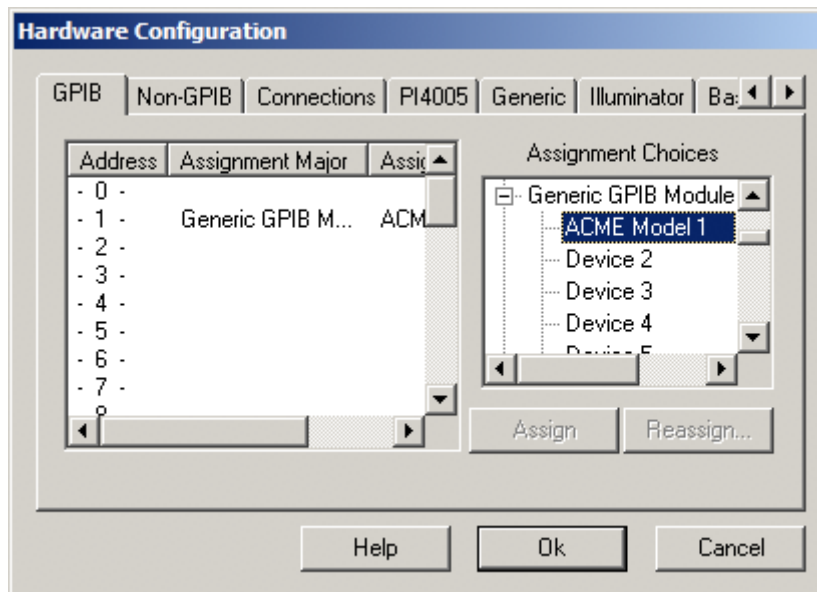 Hardware Configuration
GPIB Non-GPIB Connections PI4005 Generic Illuminator
Address Assignment Major Assig
Assignment Choices
- 0 -
- 1 - Generic GPIB M... ACM
- 2 -
- 3 -
- 4 -
- 5 -
- 6 -
- 7 -
Generic GPIB Module
ACME Model 1
Device 2
Device 3
Device 4
Assign Reassign...
Help Ok Cancel